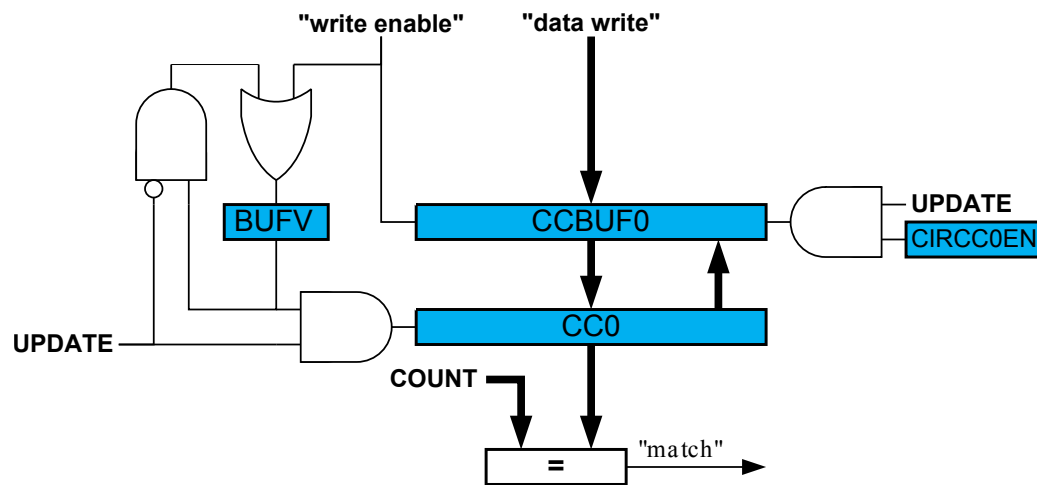 "write enable"
"data write"
BUFV
CCBUF0
UPDATE
CIRCC0EN
UPDATE
CC0
COUNT
=
"match"